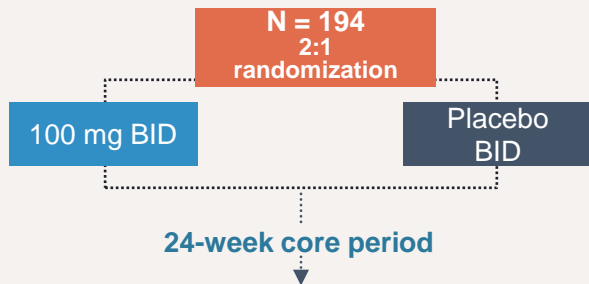 N = 194
2:1
randomization
100 mg BID
Placebo
BID
24-week core period